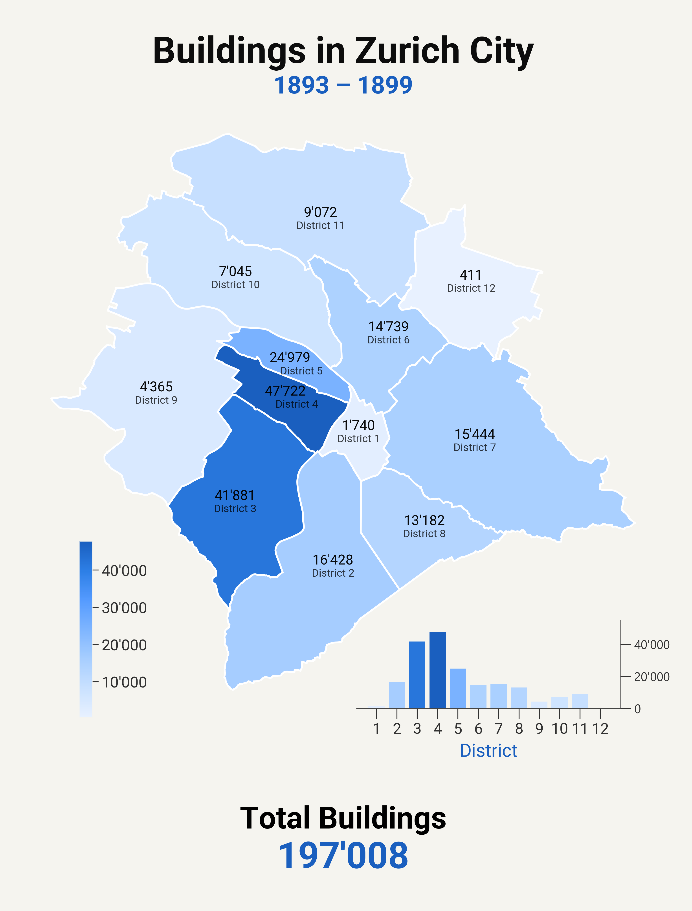 Buildings in Zurich City
1893 – 1899
9'072
District 11
411
District 12
7'045
District 10
14'739
District 6
24'979
District 5
4'365
District 9
47'722
District 4
1'740
District 1
15'444
District 7
41'881
District 3
13'182
District 8
16'428
District 2
40'000
30'000
20'000
10'000
40'000
20'000
0
1 2 3 4 5 6 7 8 9 10 11 12
District
Total Buildings
197'008